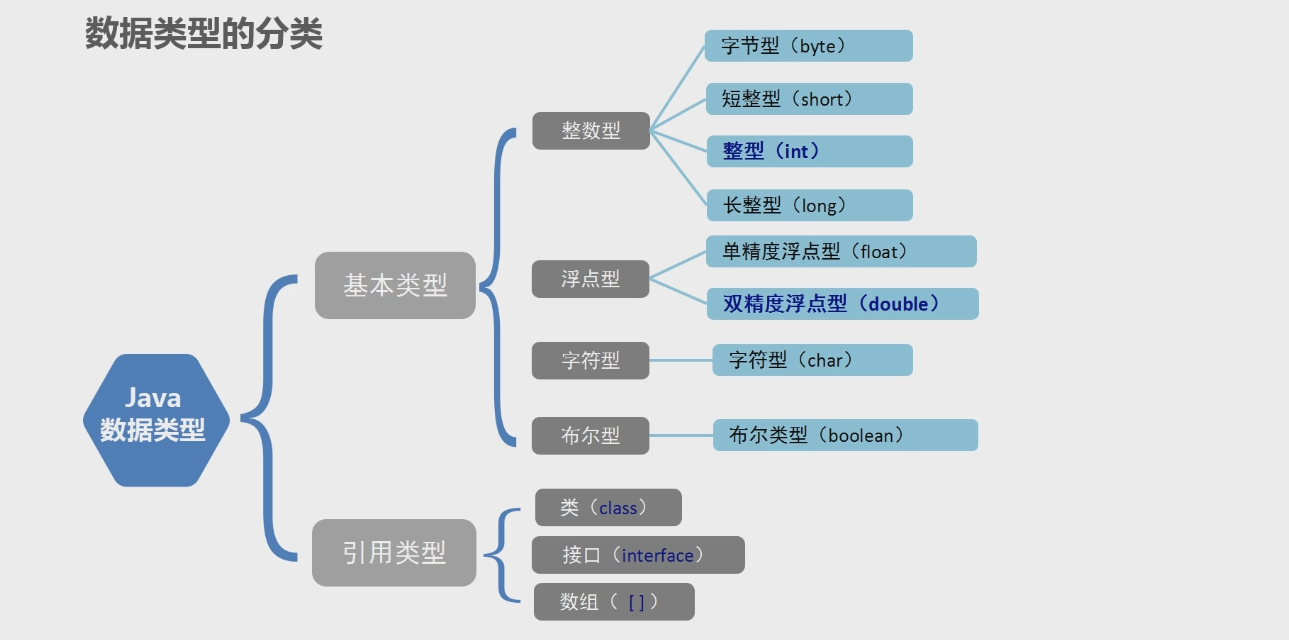 数据类型的分类
Java
数据类型
基本类型
整数型
字节型（byte）
短整型（short）
整型（int）
长整型（long）
浮点型
单精度浮点型（float）
双精度浮点型（double）
字符型
字符型（char）
布尔型
布尔类型（boolean）
引用类型
类（class）
接口（interface）
数组（ [ ] ）